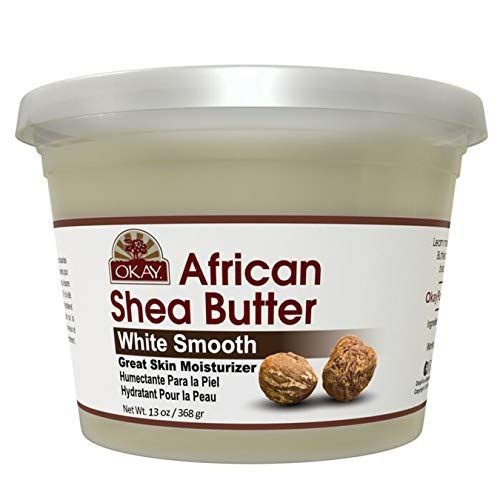 OKAY
African
Shea Butter
White Smooth
Great Skin Moisturizer
Humectante Para la Piel
Hydratant Pour la Peau
Net Wt. 13 oz / 368 gr
Learn